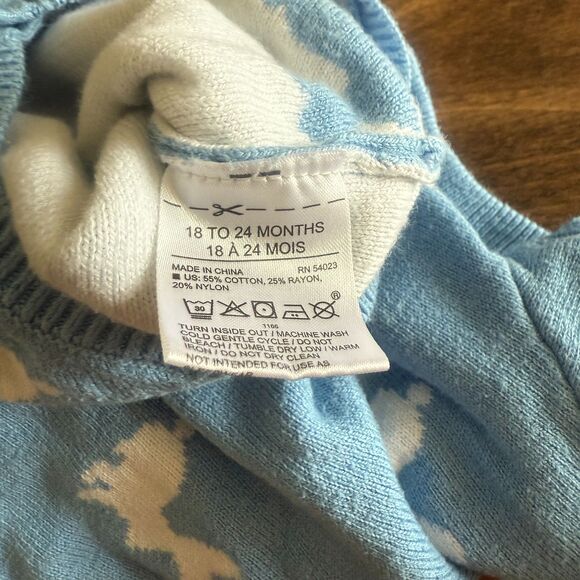 18 TO 24 MONTHS
18 À 24 MOIS
MADE IN CHINA RN 54023
US: 55% COTTON, 25% RAYON,
20% NYLON
30
®
1106
TURN INSIDE OUT / MACHINE WASH
COLD GENTLE CYCLE / DO NOT
BLEACH / TUMBLE DRY LOW / WARM
IRON / DO NOT DRY CLEAN
NOT INTENDED FOR USE AS